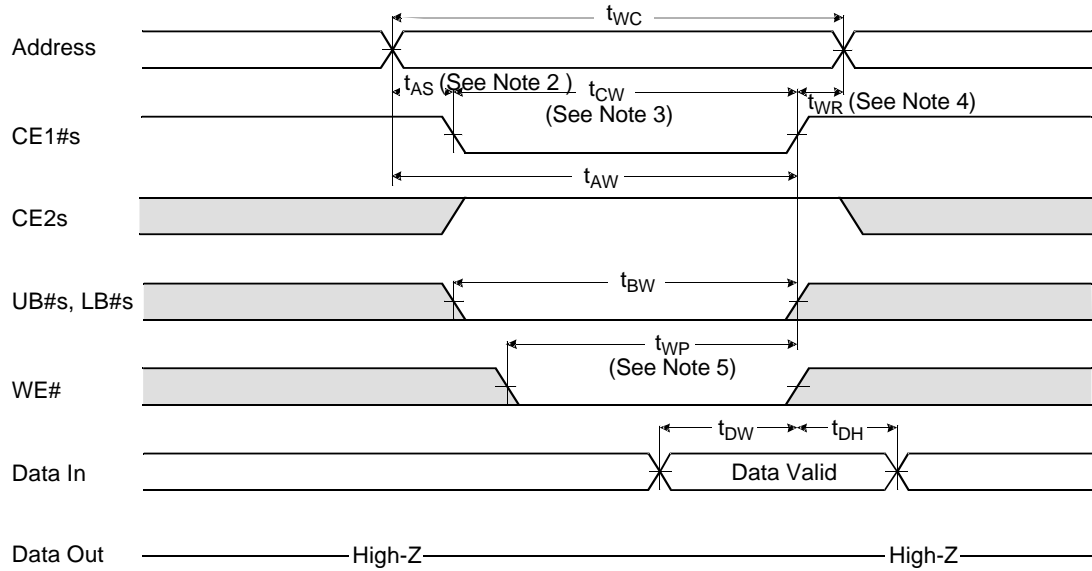 tWC
Address
tAS (See Note 2 )
tCW
(See Note 3)
tWR (See Note 4)
CE1#s
tAW
CE2s
tBW
UB#s, LB#s
tWP
(See Note 5)
WE#
tDW
tDH
Data In
Data Valid
Data Out
High-Z
High-Z